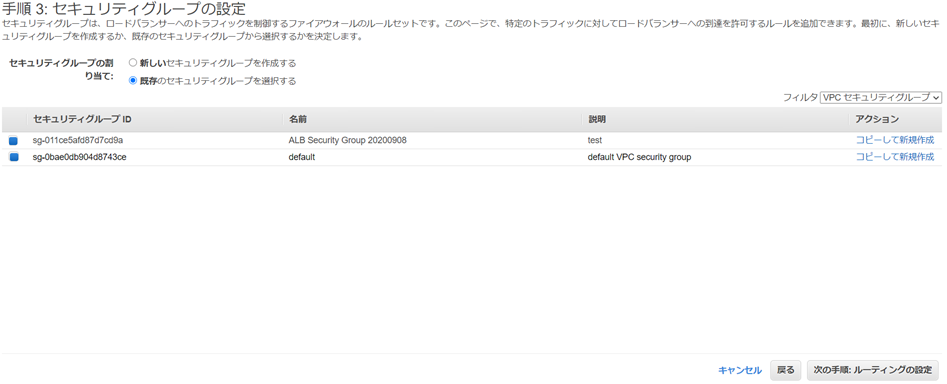 手順 3: セキュリティグループの設定
セキュリティグループは、ロードバランサーへのトラフィックを制御するファイアウォールのルールセットです。このページで、特定のトラフィックに対してロードバランサーへの到達を許可するルールを追加できます。最初に、新しいセキ
ュリティグループを作成するか、既存のセキュリティグループから選択するかを決定します。
セキュリティグループの割 新しいセキュリティグループを作成する
り当て: 既存のセキュリティグループを選択する
フィルタ VPC セキュリティグループ
セキュリティグループ ID 名前 説明 アクション
sg-011ce5afd87d7cd9a ALB Security Group 20200908 test コピーして新規作成
sg-0bae0db904d8743ce default default VPC security group コピーして新規作成
キャンセル 戻る 次の手順: ルーティングの設定